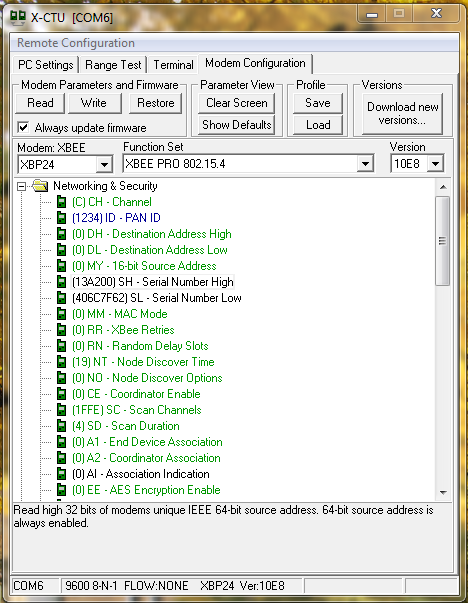 X-CTU [COM6]
Remote Configuration
PC Settings Range Test Terminal Modem Configuration
Modem Parameters and Firmware Parameter View Profile Versions
Read Write Restore Clear Screen Save Download new versions...
Always update firmware Show Defaults Load
Modem: XBEE Function Set Version
XBP24 XBEE PRO 802.15.4 10E8
Networking & Security
(C) CH - Channel
(1234) ID - PAN ID
(0) DH - Destination Address High
(0) DL - Destination Address Low
(0) MY - 16-bit Source Address
(13A200) SH - Serial Number High
(406C7F62) SL - Serial Number Low
(0) MM - MAC Mode
(0) RR - XBee Retries
(0) RN - Random Delay Slots
(19) NT - Node Discover Time
(0) NO - Node Discover Options
(0) CE - Coordinator Enable
(1FFE) SC - Scan Channels
(4) SD - Scan Duration
(0) A1 - End Device Association
(0) A2 - Coordinator Association
(0) AI - Association Indication
(0) EE - AES Encryption Enable
Read high 32 bits of modems unique IEEE 64-bit source address. 64-bit source address is
always enabled.
COM6 9600 8-N-1 FLOW:NONE XBP24 Ver:10E8